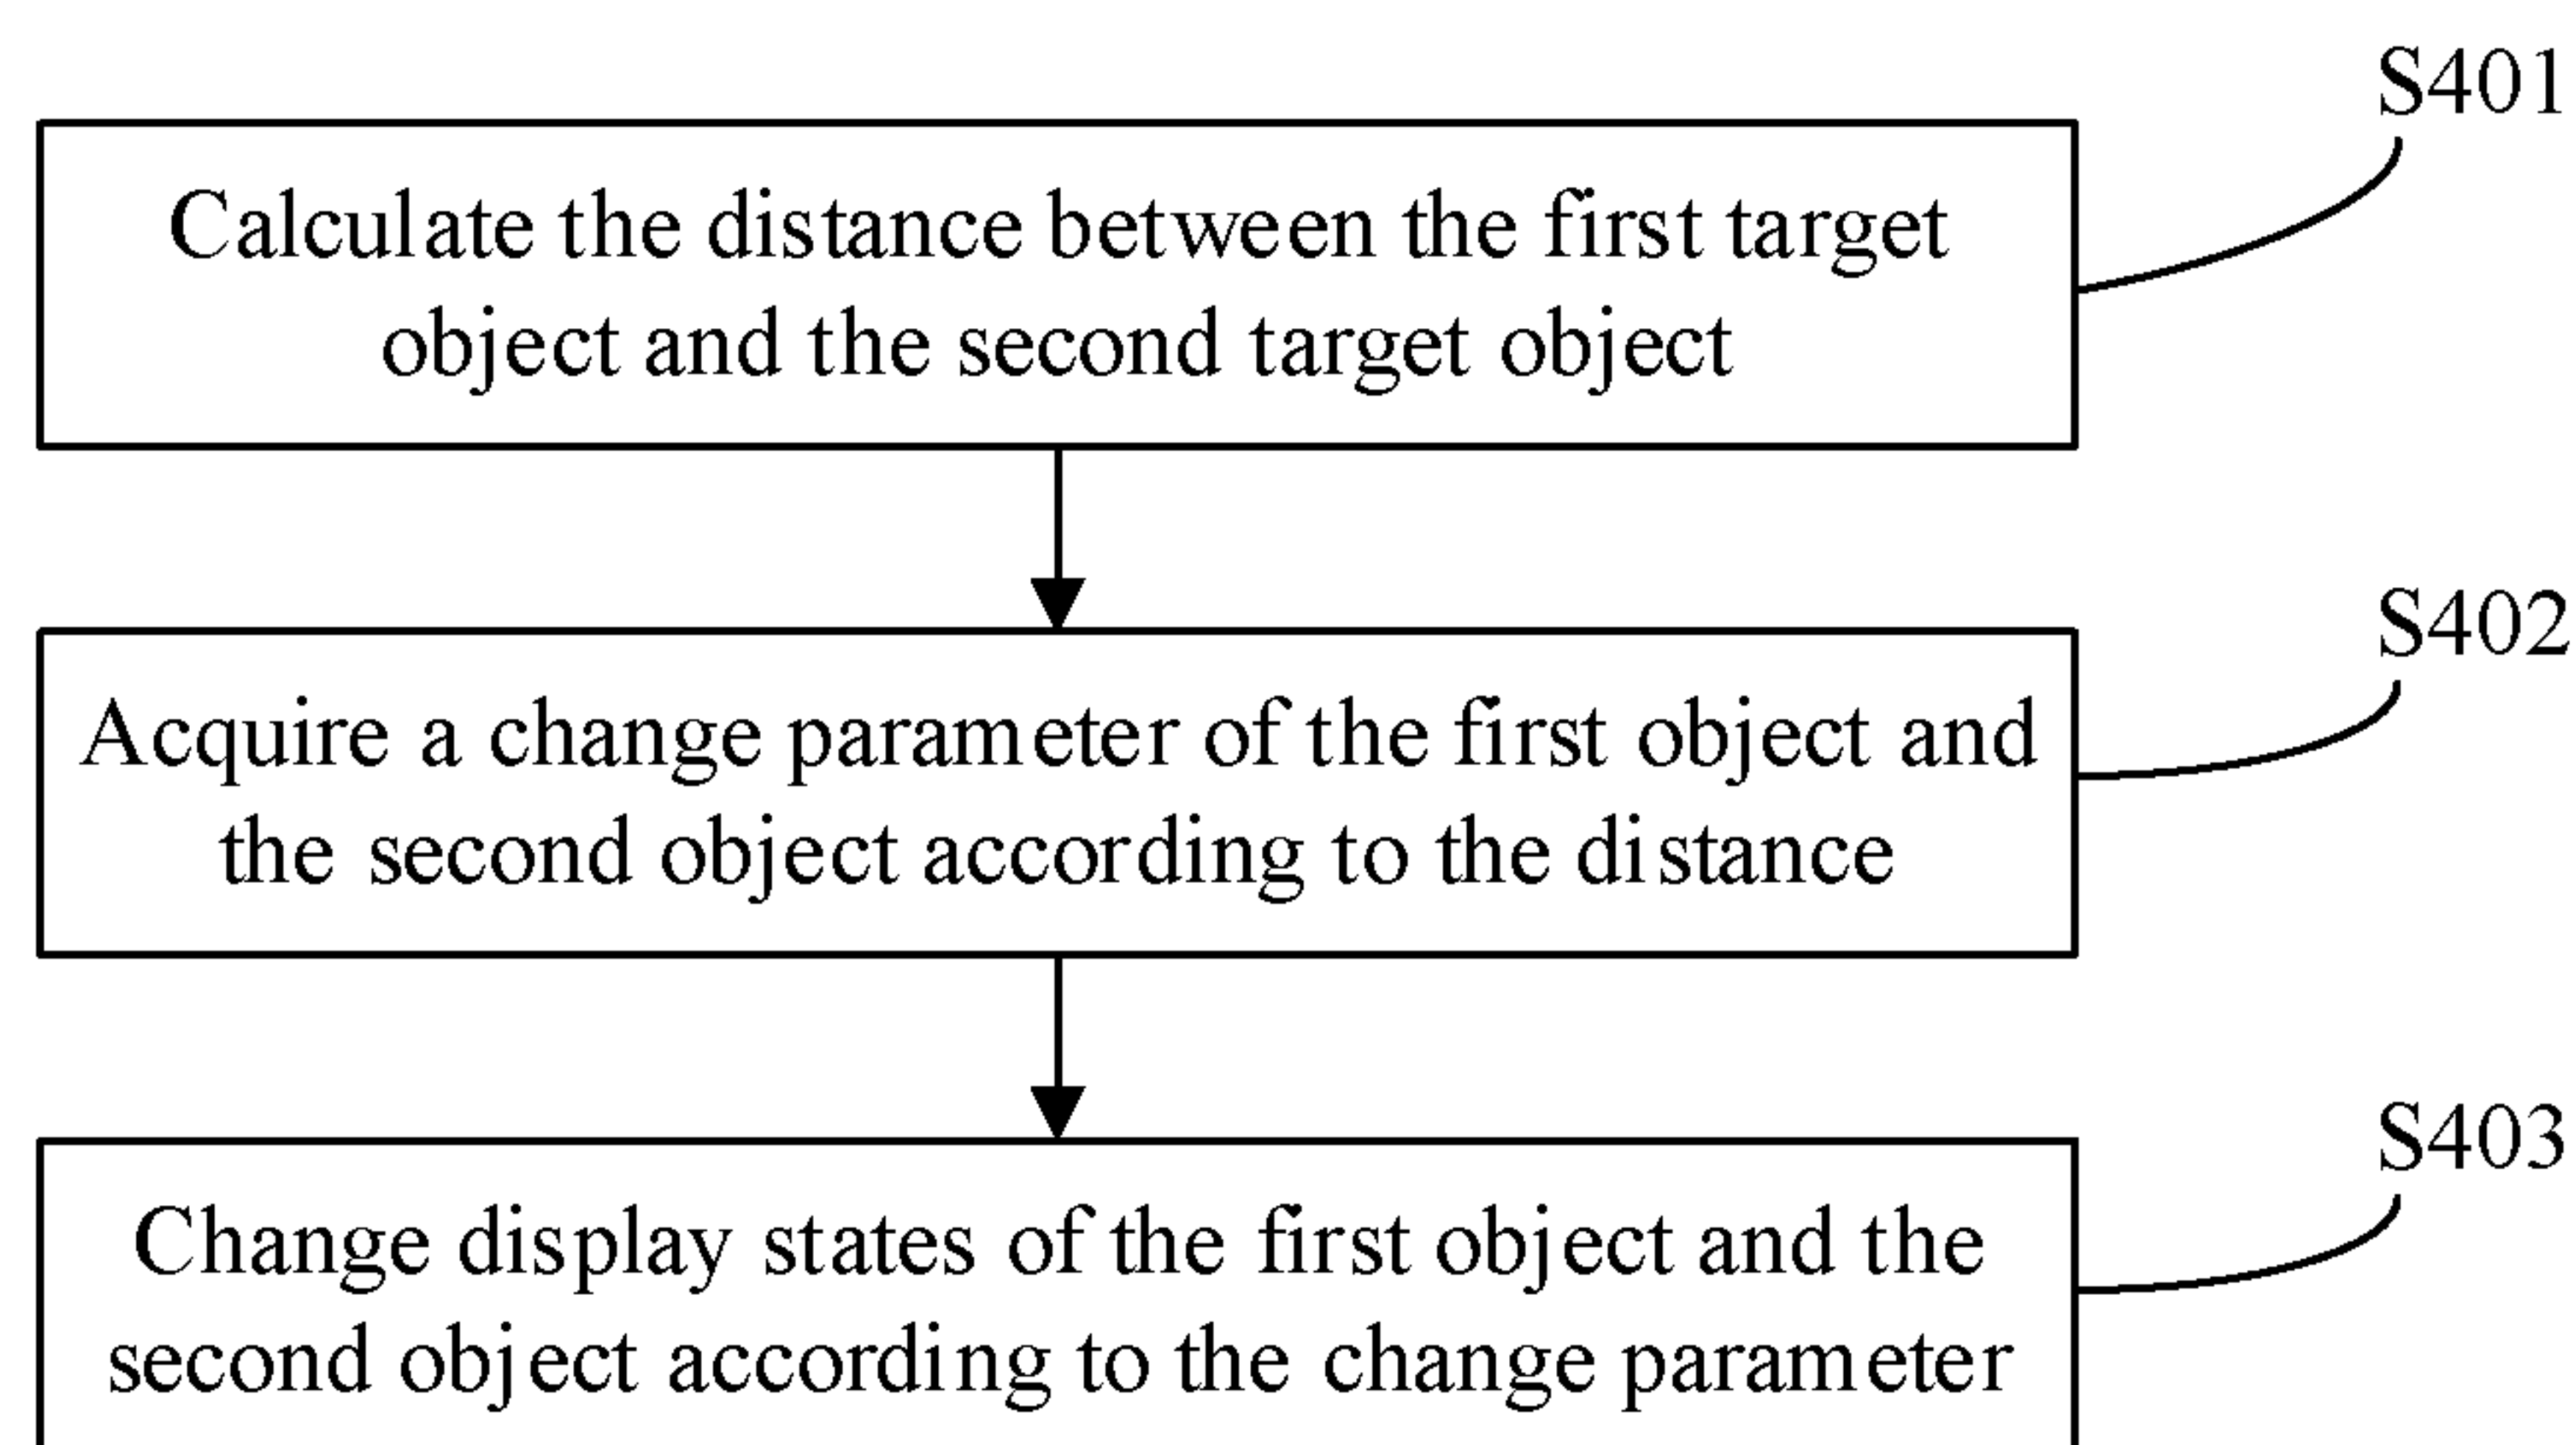 S401
Calculate the distance between the first target
object and the second target object
S402
Acquire a change parameter of the first object and
the second object according to the distance
S403
Change display states of the first object and the
second object according to the change parameter